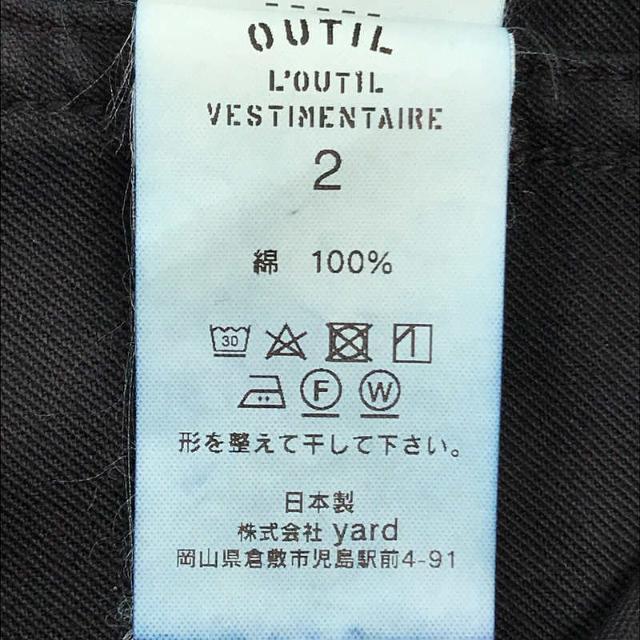 OUTIL
L'OUTIL
VESTIMENTAIRE
2
綿 100%
30
F W
形を整えて干して下さい。
日本製
株式会社 yard
岡山県倉敷市児島駅前4-91